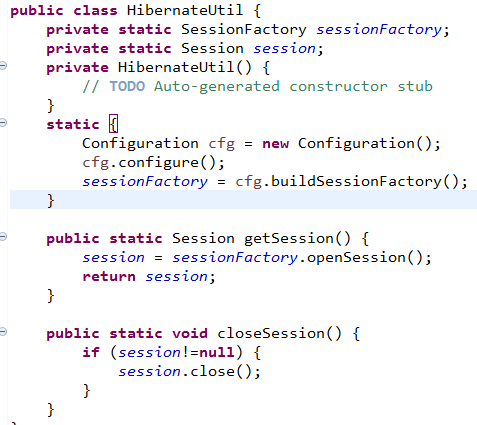 public class HibernateUtil {
    private static SessionFactory sessionFactory;
    private static Session session;
    private HibernateUtil() {
        // TODO Auto-generated constructor stub
    }
    static {
        Configuration cfg = new Configuration();
        cfg.configure();
        sessionFactory = cfg.buildSessionFactory();
    }

    public static Session getSession() {
        session = sessionFactory.openSession();
        return session;
    }

    public static void closeSession() {
        if (session!=null) {
            session.close();
        }
    }